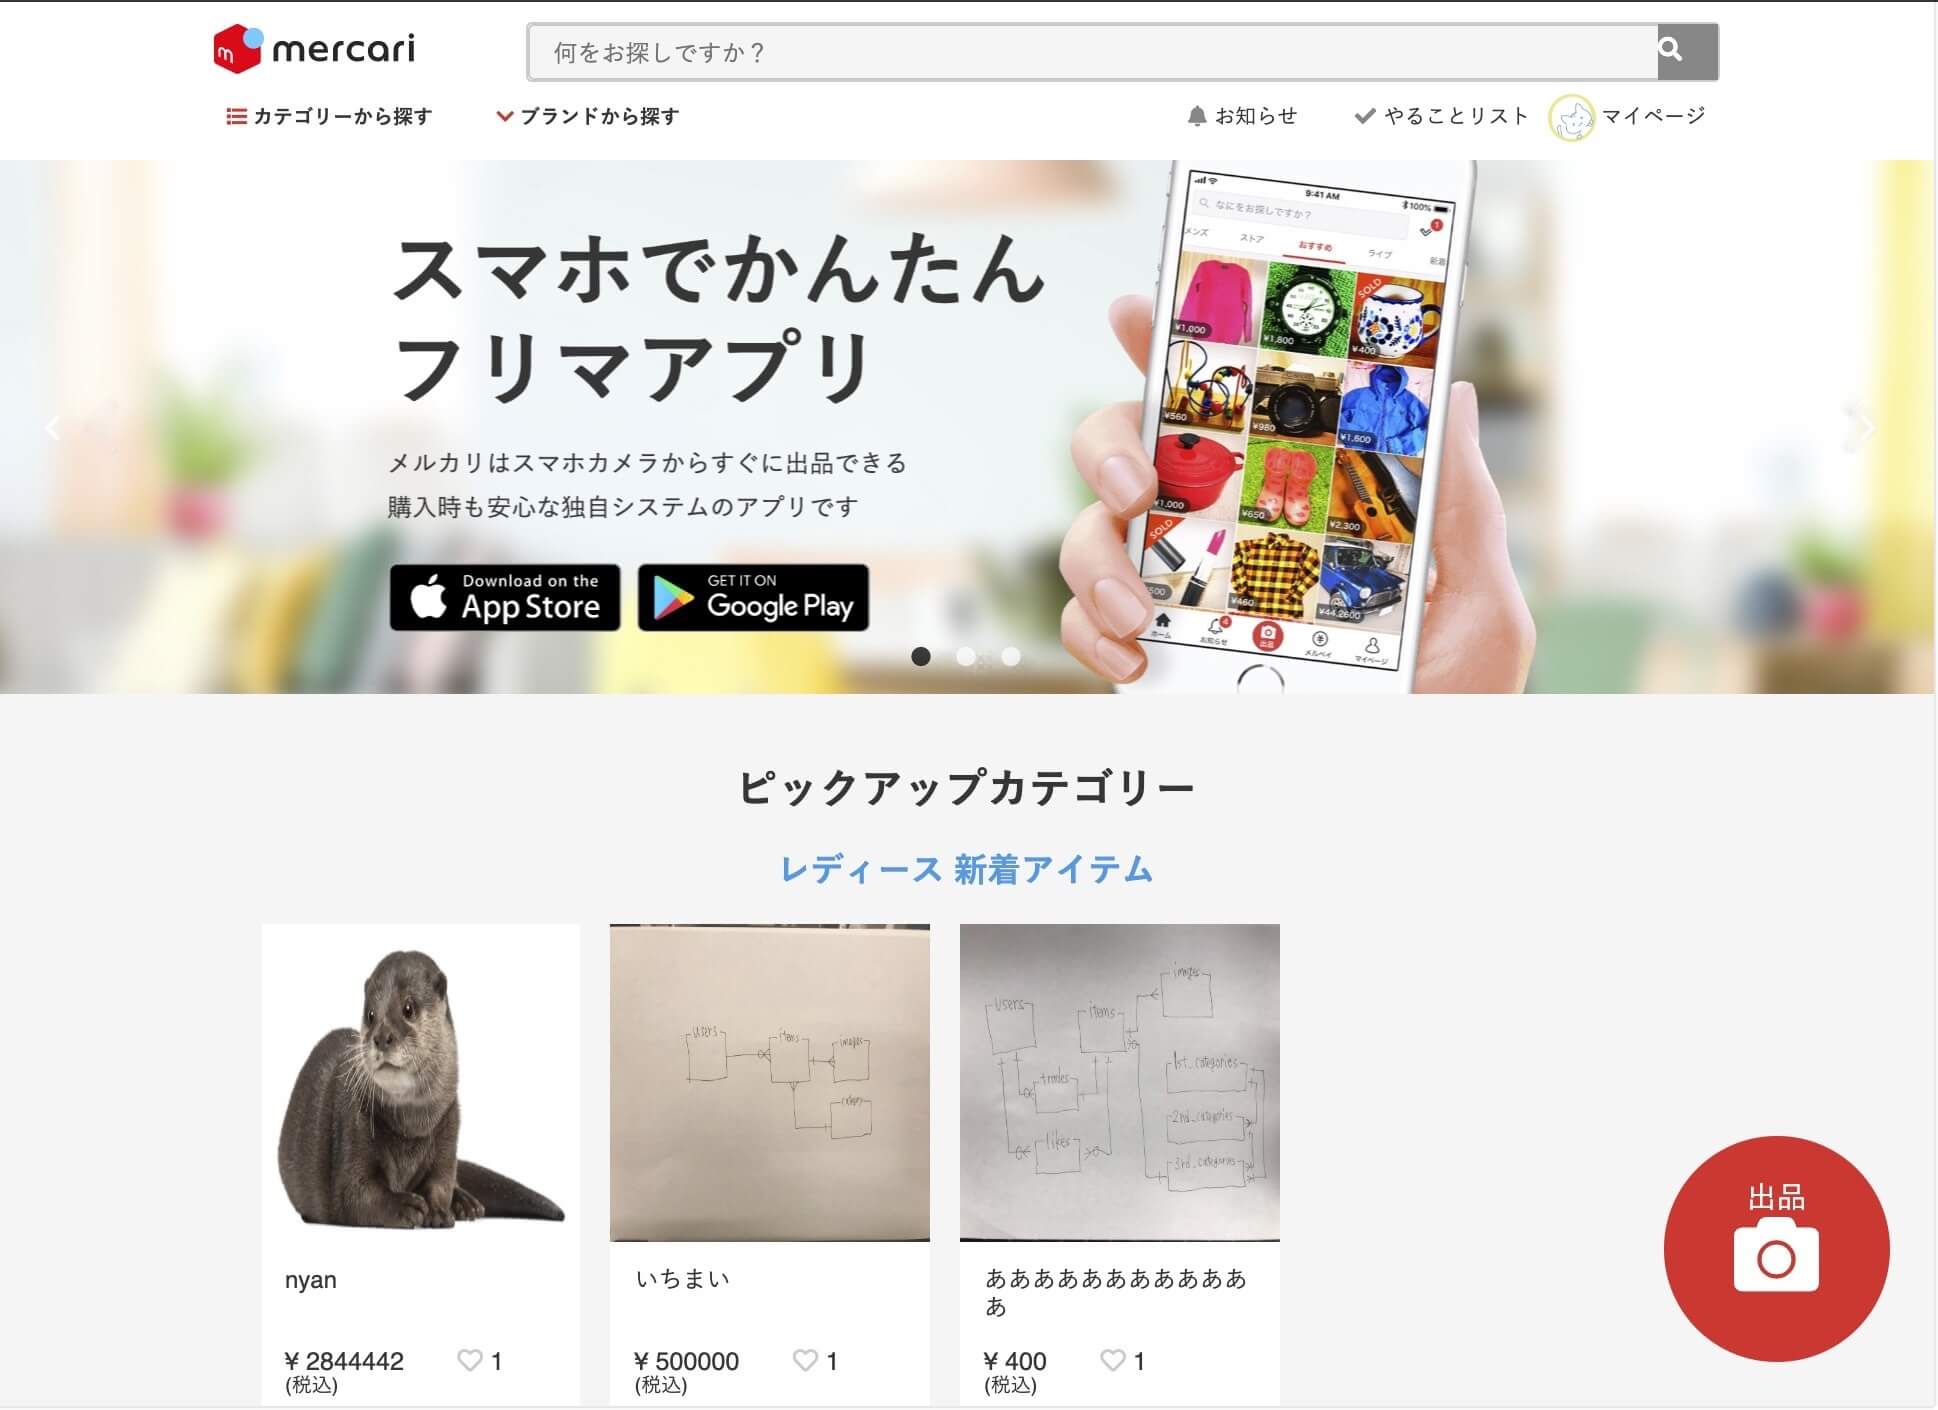 mercari
何をお探しですか？
カテゴリーから探す ブランドから探す お知らせ やることリスト マイページ
スマホでかんたん
フリマアプリ
メルカリはスマホカメラからすぐに出品できる
購入時も安心な独自システムのアプリです
Download on the
App Store
GET IT ON
Google Play
9:41 AM
100%
なにをお探しですか？
1
メンズ ストア おすすめ ライブ 新着
SOLD
¥1,000 ¥1,800 ¥400
¥560 ¥980 ¥1,600
¥1,000 ¥650 ¥2,300
SOLD
¥460 ¥44,2600
4
ホーム お知らせ 出品 メルペイ マイページ
ピックアップカテゴリー
レディース 新着アイテム
users items images
users items images
trades 1st_categories
2nd_categories
likes 3rd_categories
出品
nyan いちまい ああああああああああああ
¥ 2844442 1 ¥ 500000 1 ¥ 400 1
(税込) (税込) (税込)